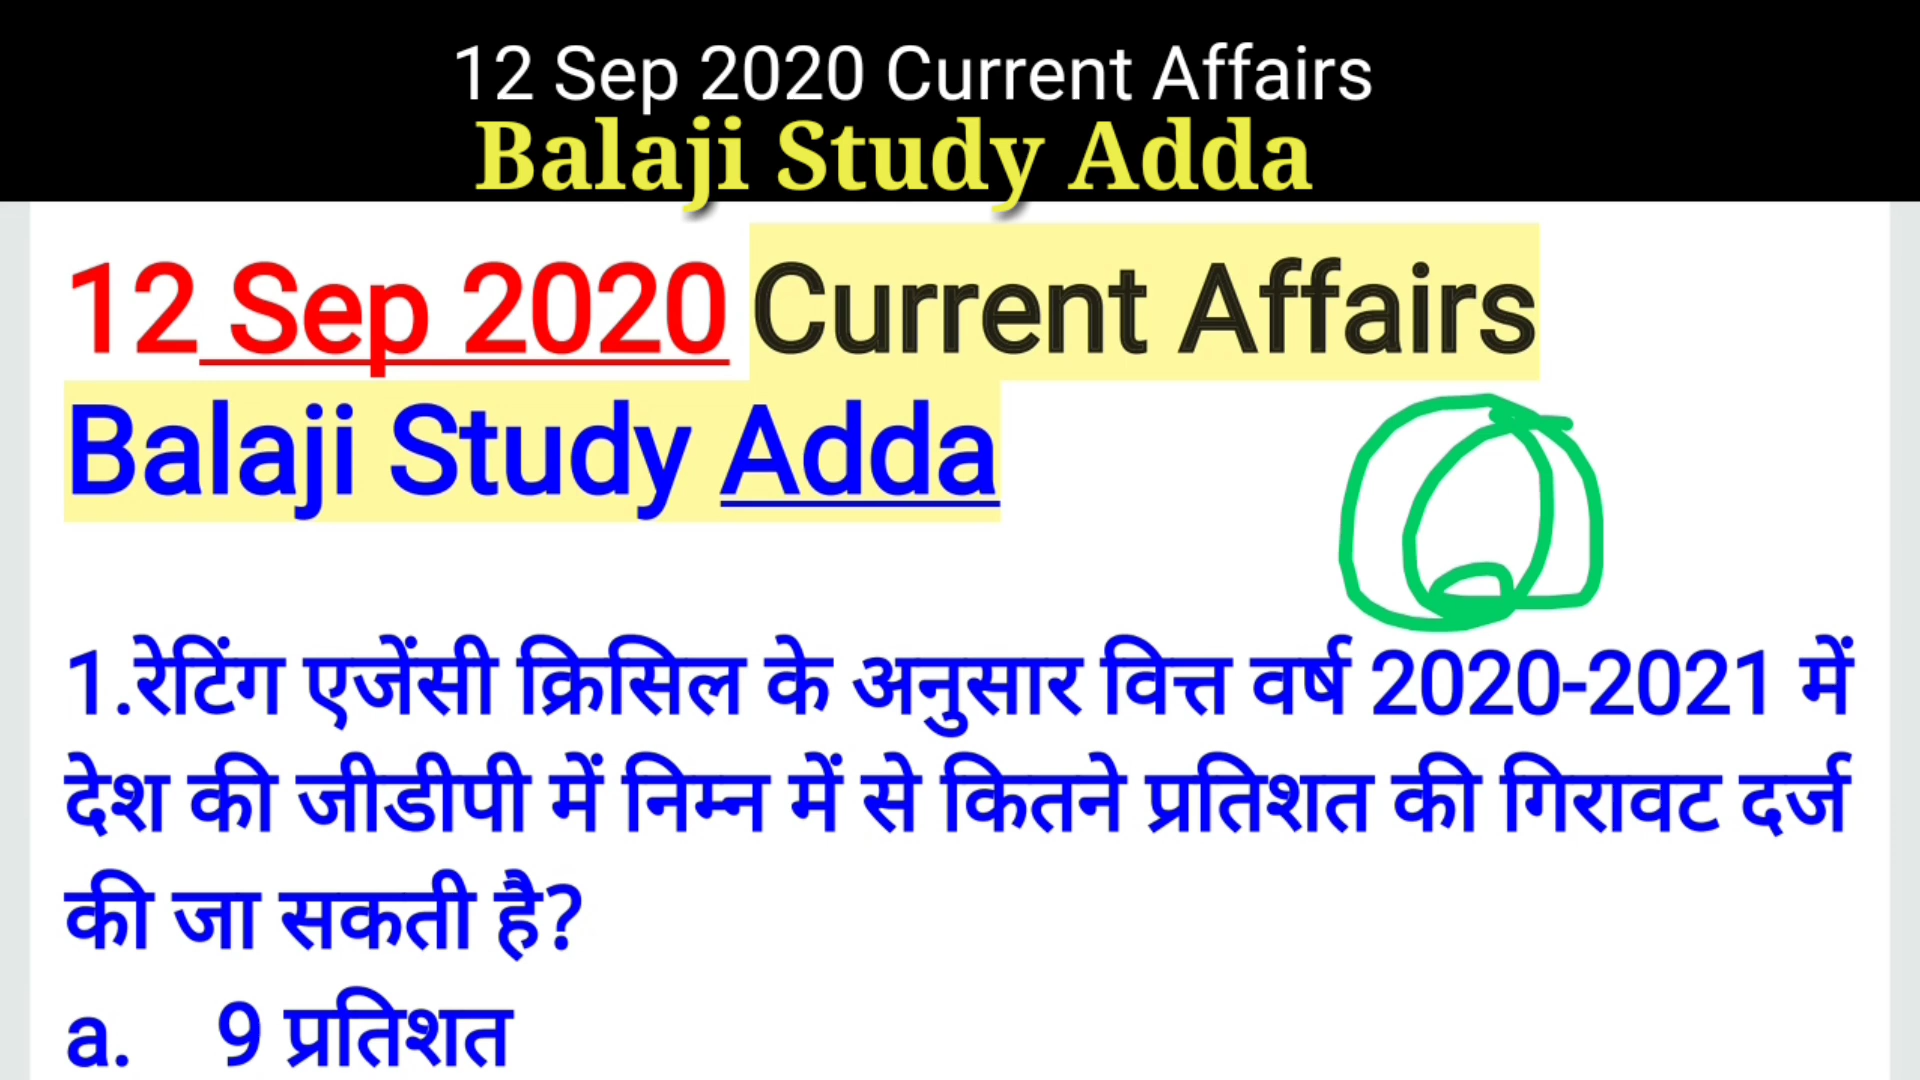 12 Sep 2020 Current Affairs
Balaji Study Adda
12 Sep 2020 Current Affairs
Balaji Study Adda
1.रेटिंग एजेंसी क्रिसिल के अनुसार वित्त वर्ष 2020-2021 में
देश की जीडीपी में निम्न में से कितने प्रतिशत की गिरावट दर्ज
की जा सकती है?
a. 9 प्रतिशत